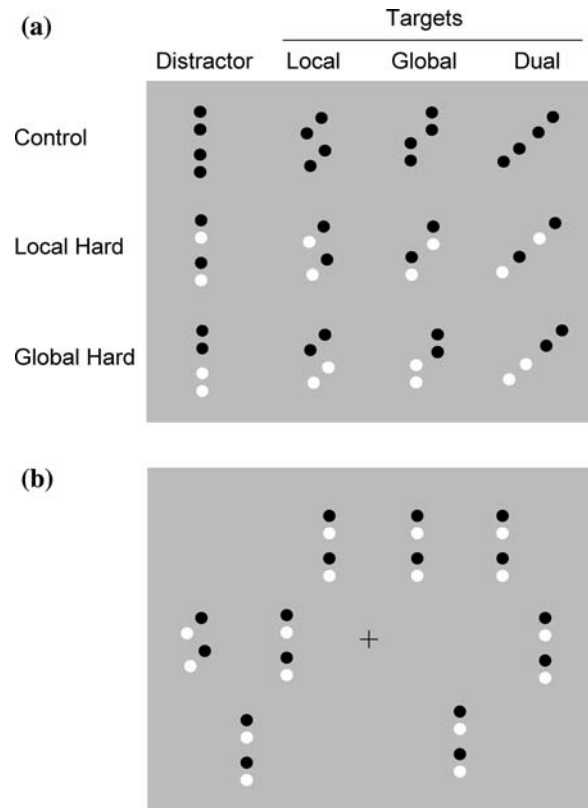 (a)
Targets
Distractor Local Global Dual
Control
Local Hard
Global Hard
(b)